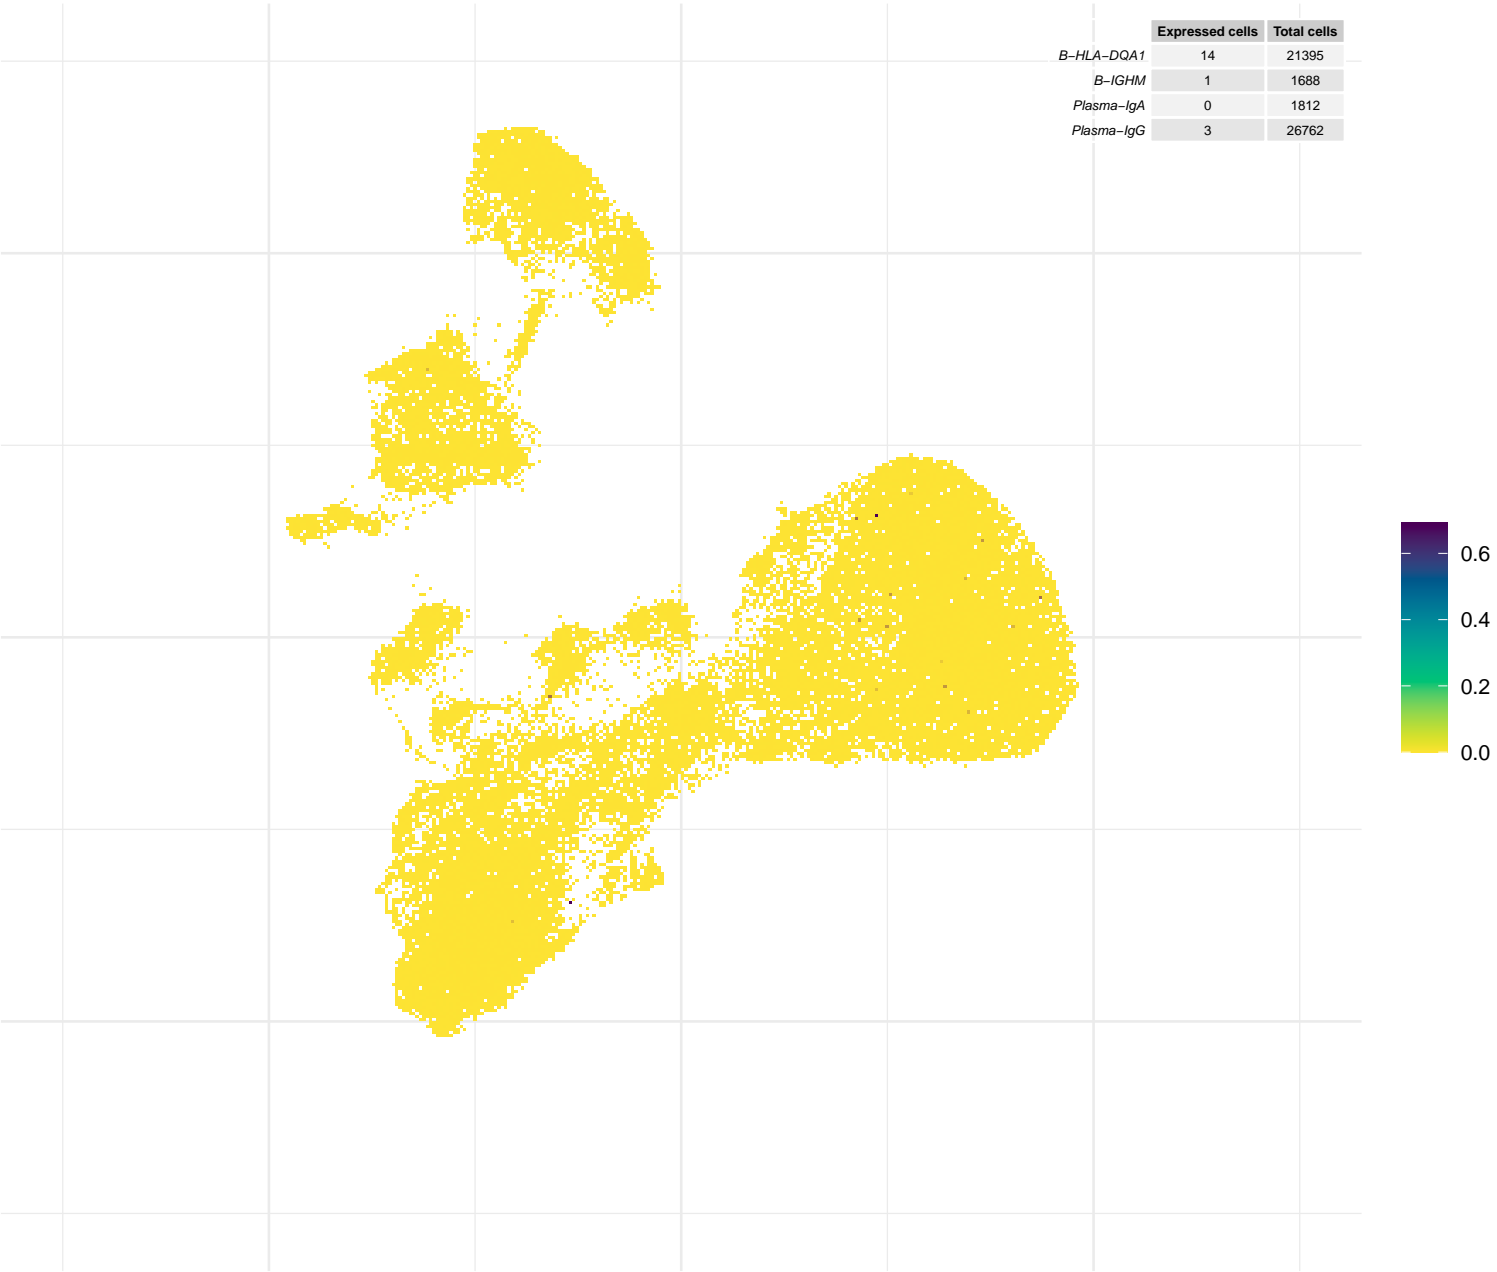 Expressed cells Total cells
B−HLA−DQA1 14 21395
B−IGHM 1 1688
Plasma−IgA 0 1812
Plasma−IgG 3 26762
0.6
0.4
0.2
0.0